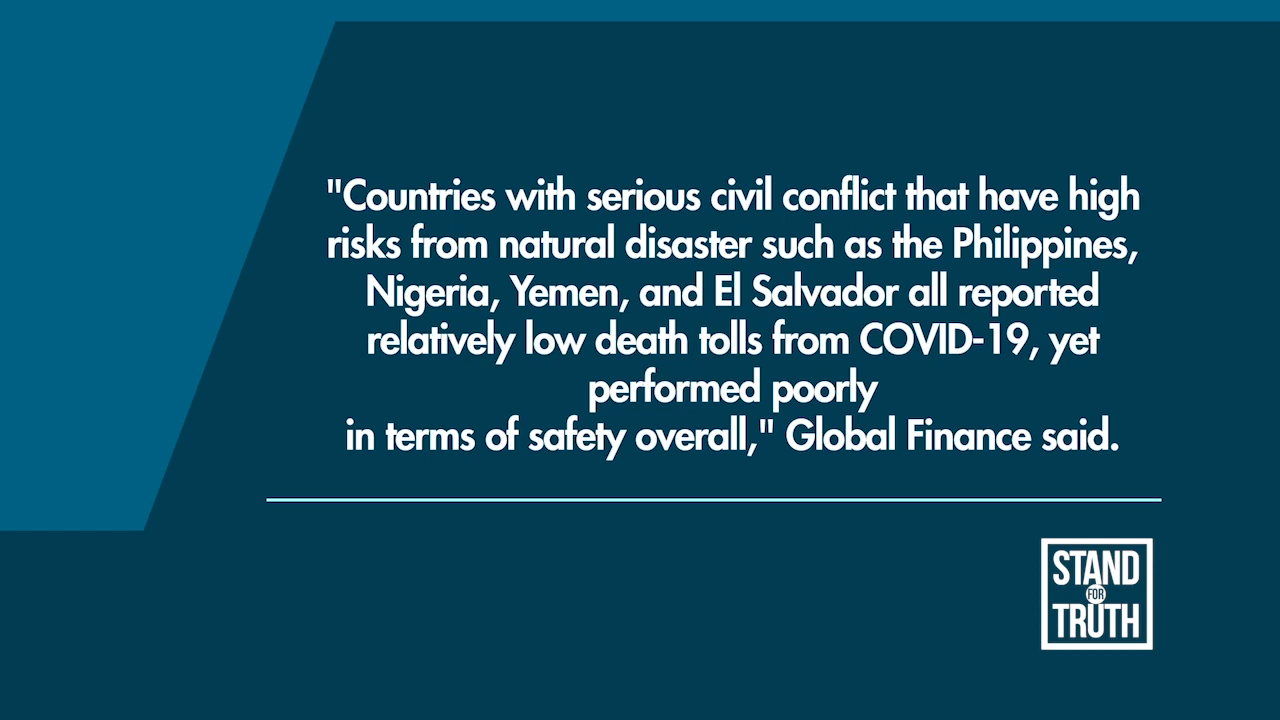 "Countries with serious civil conflict that have high
risks from natural disaster such as the Philippines,
Nigeria, Yemen, and El Salvador all reported
relatively low death tolls from COVID-19, yet
performed poorly
in terms of safety overall," Global Finance said.
STAND
FOR
TRUTH